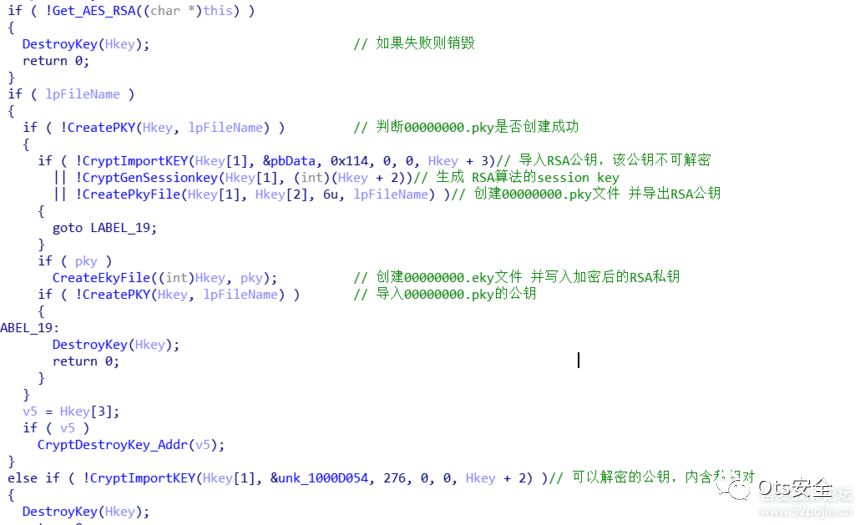 if ( !Get_AES_RSA((char *)this) )
{
DestroyKey(Hkey); // 如果失败则销毁
return 0;
}
if ( lpFileName )
{
if ( !CreatePKY(Hkey, lpFileName) ) // 判断00000000.pky是否创建成功
{
if ( !CryptImportKEY(Hkey[1], &pbData, 0x114, 0, 0, Hkey + 3)// 导入RSA公钥，该公钥不可解密
|| !CryptGenSessionkey(Hkey[1], (int)(Hkey + 2))// 生成 RSA算法的session key
|| !CreatePkyFile(Hkey[1], Hkey[2], 6u, lpFileName) )// 创建00000000.pky文件 并导出RSA公钥
{
goto LABEL_19;
}
if ( pky )
CreateEkyFile((int)Hkey, pky); // 创建00000000.eky文件 并写入加密后的RSA私钥
if ( !CreatePKY(Hkey, lpFileName) ) // 导入00000000.pky的公钥
{
ABEL_19:
DestroyKey(Hkey);
return 0;
}
}
v5 = Hkey[3];
if ( v5 )
CryptDestroyKey_Addr(v5);
}
else if ( !CryptImportKEY(Hkey[1], &unk_1000D054, 276, 0, 0, Hkey + 2) )// 可以解密的公钥，内含 对
{
Ots安全
www.52pojie.cn
DestroyKey(Hkey);